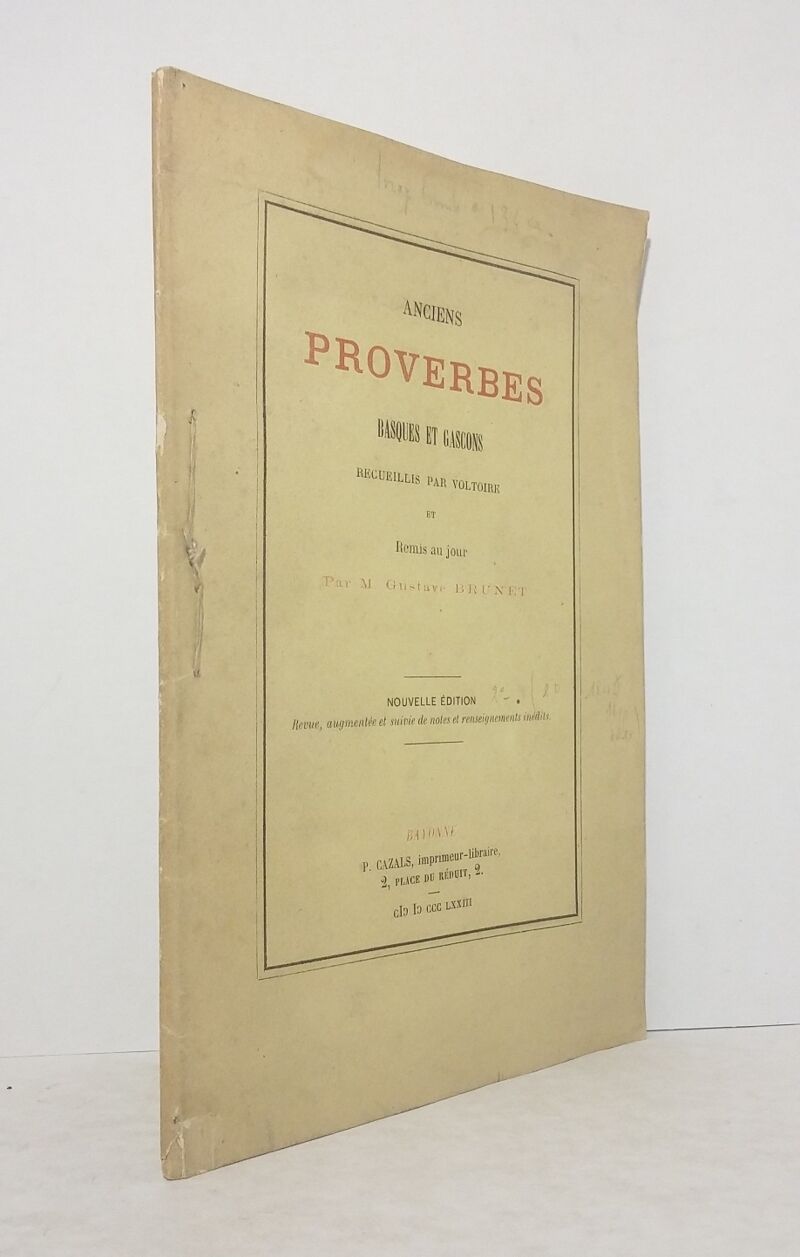 ANCIENS
PROVERBES
BASQUES ET GASCONS
RECUEILLIS PAR VOLTOIRE
ET
Remis au jour
Par M. Gustave BRUNET
NOUVELLE ÉDITION
Revue, augmentée et suivie de notes et renseignements inédits.
BAYONNE
P. CAZALS, imprimeur-libraire,
2, PLACE DU RÉDUIT, 2.
cIↄ Iↄ CCC LXXIII